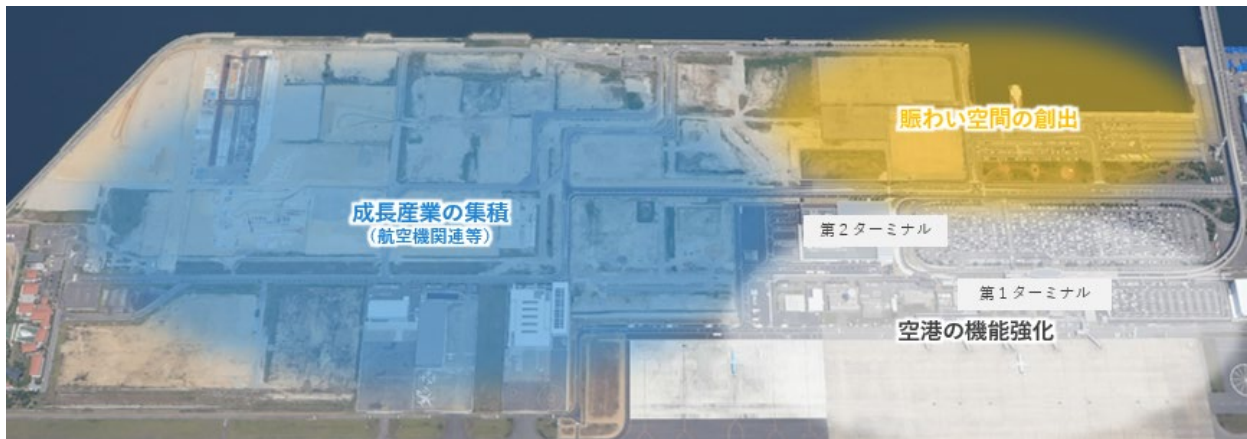 賑わい空間の創出
成長産業の集積
（航空機関連等）
第２ターミナル
第１ターミナル
空港の機能強化